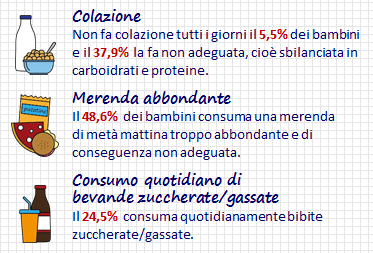 Colazione
Non fa colazione tutti i giorni il 5,5% dei bambini
e il 37,9% la fa non adeguata, cioè sbilanciata in
carboidrati e proteine.
Merenda abbondante
Il 48,6% dei bambini consuma una merenda
di metà mattina troppo abbondante e di
conseguenza non adeguata.
Consumo quotidiano di
bevande zuccherate/gassate
Il 24,5% consuma quotidianamente bibite
zuccherate/gassate.